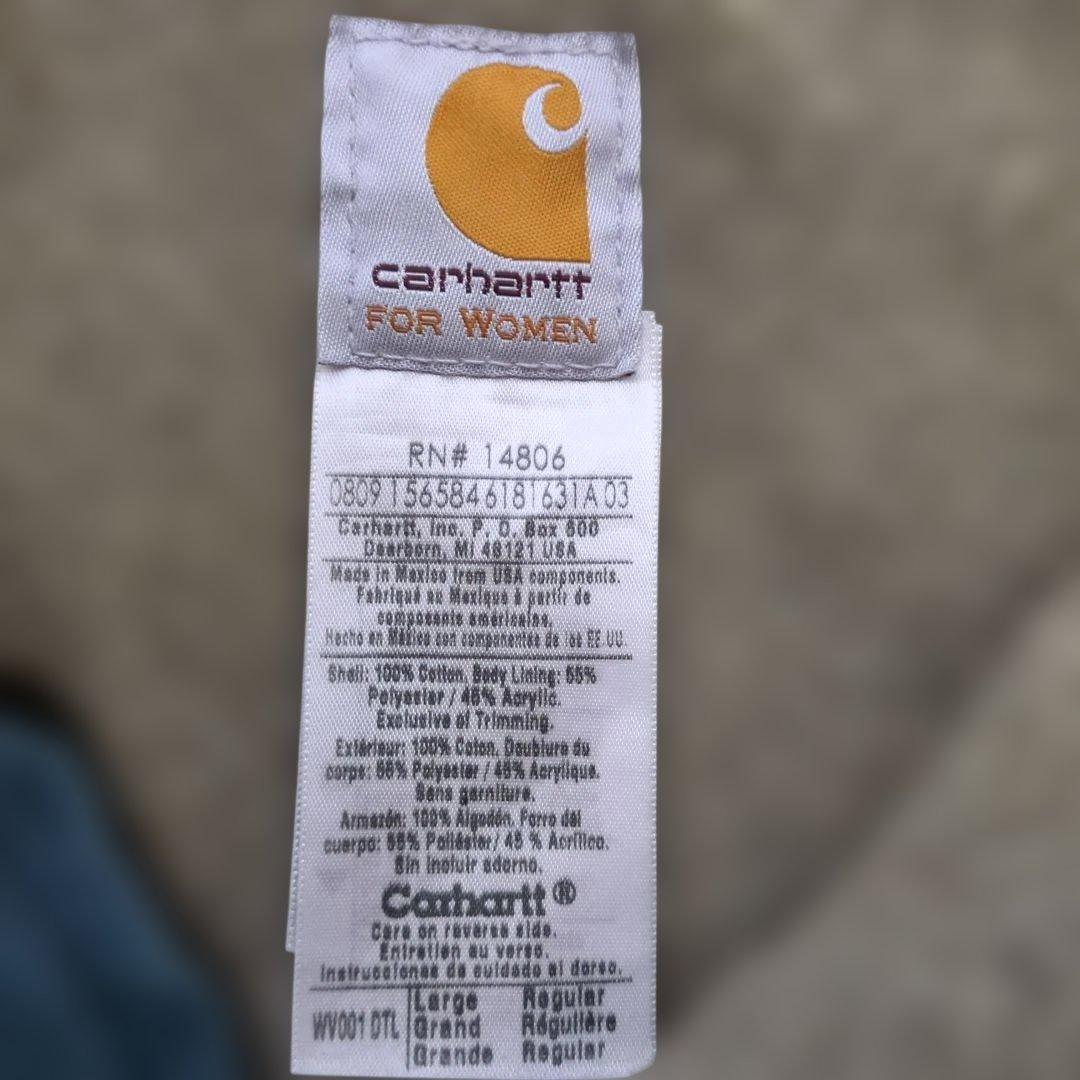 carhartt
FOR WOMEN
RN# 14806
0809 1565846181631A 03
Carhartt, Inc. P. O. Box 600
Dearborn, MI 48121 USA
Made in Mexico from USA components.
Fabriqué au Mexique à partir de
composants américains.
Hecho en México con componentes de los EE UU.
Shell: 100% Cotton, Body Lining: 55%
Polyester / 45% Acrylic.
Exclusive of Trimming.
Extérieur: 100% Coton, Doublure du
corps: 55% Polyester / 45% Acrylique.
Sans garniture.
Armazón: 100% Algodón, Forro del
cuerpo: 55% Poliéster/ 45 % Acrílico.
Sin incluir adorno.
Carhartt®
Care on reverse side.
Entretien au verso.
Instrucciones de cuidado al dorso.
WV001 DTL
Large Regular
Grand Régulière
Grande Regular